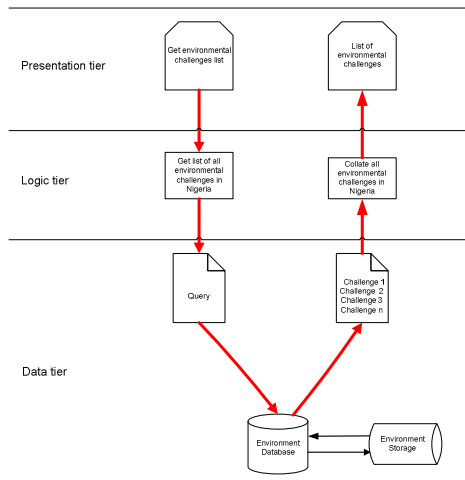 Presentation tier
Get environmental
challenges list
List of
environmental
challenges
Logic tier
Get list of all
environmental
challenges in
Nigeria
Collate all
environmental
challenges in
Nigeria
Data tier
Query
Challenge 1
Challenge 2
Challenge 3
Challenge n
Environment
Database
Environment
Storage